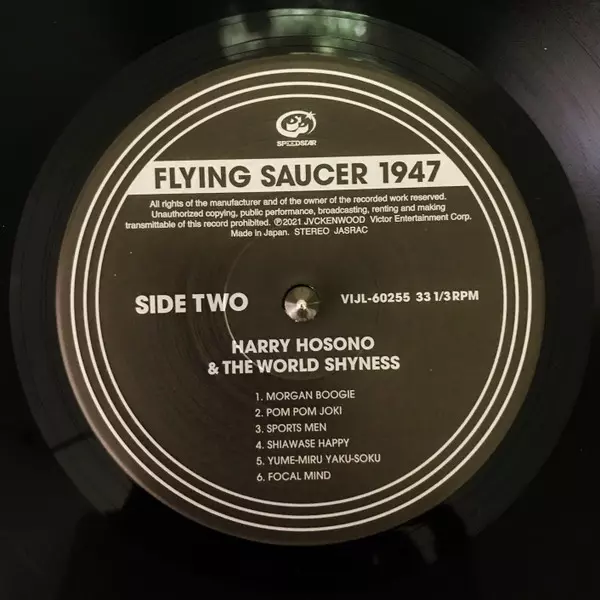 SPEEDSTAR
FLYING SAUCER 1947
All rights of the manufacturer and of the owner of the recorded work reserved.
Unauthorized copying, public performance, broadcasting, renting and making
transmittable of this record prohibited. ℗2021 JVCKENWOOD Victor Entertainment Corp.
Made in Japan. STEREO JASRAC
SIDE TWO
VIJL-60255 33 1/3 RPM
HARRY HOSONO
& THE WORLD SHYNESS
1. MORGAN BOOGIE
2. POM POM JOKI
3. SPORTS MEN
4. SHIAWASE HAPPY
5. YUME-MIRU YAKU-SOKU
6. FOCAL MIND